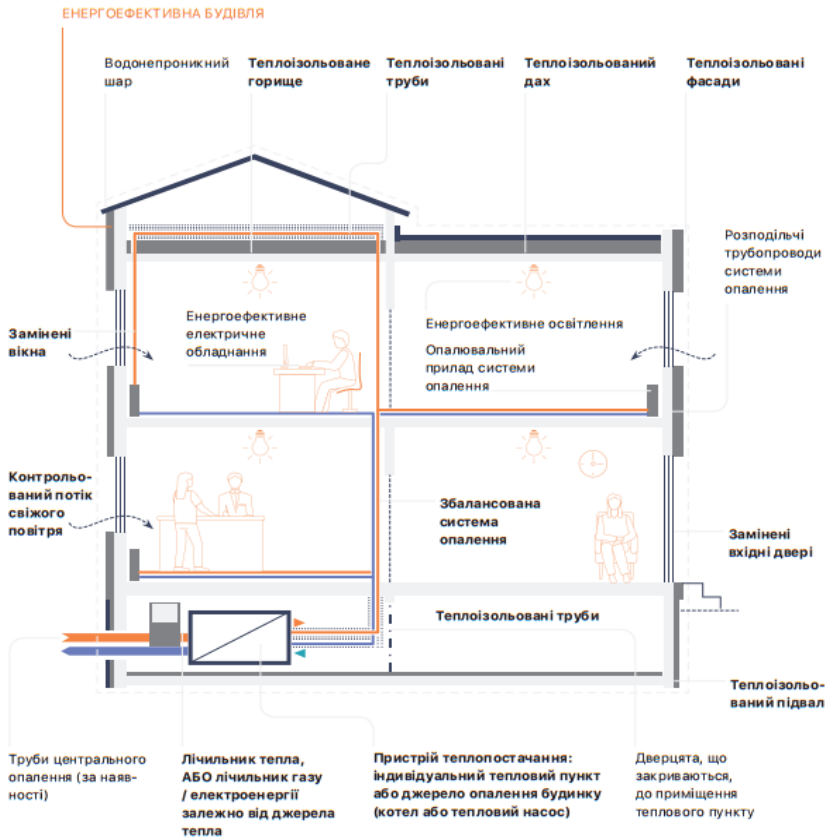 ЕНЕРГОЕФЕКТИВНА БУДІВЛЯ
Водонепроникний
шар
Теплоізольоване
горище
Теплоізольовані
труби
Теплоізольований
дах
Теплоізольовані
фасади
Розподільчі
трубопроводи
системи
опалення
Замінені
вікна
Енергоефективне
електричне
обладнання
Енергоефективне освітлення
Опалювальний
прилад системи
опалення
Контрольо-
ваний потік
свіжого
повітря
Збалансована
система
опалення
Замінені
вхідні двері
Теплоізольовані труби
Теплоізольо-
ваний підвал
Труби центрального
опалення (за наяв-
ності)
Лічильник тепла,
АБО лічильник газу
/ електроенергії
залежно від джерела
тепла
Пристрій теплопостачання:
індивідуальний тепловий пункт
або джерело опалення будинку
(котел або тепловий насос)
Дверцята, що
закриваються,
до приміщення
теплового пункту